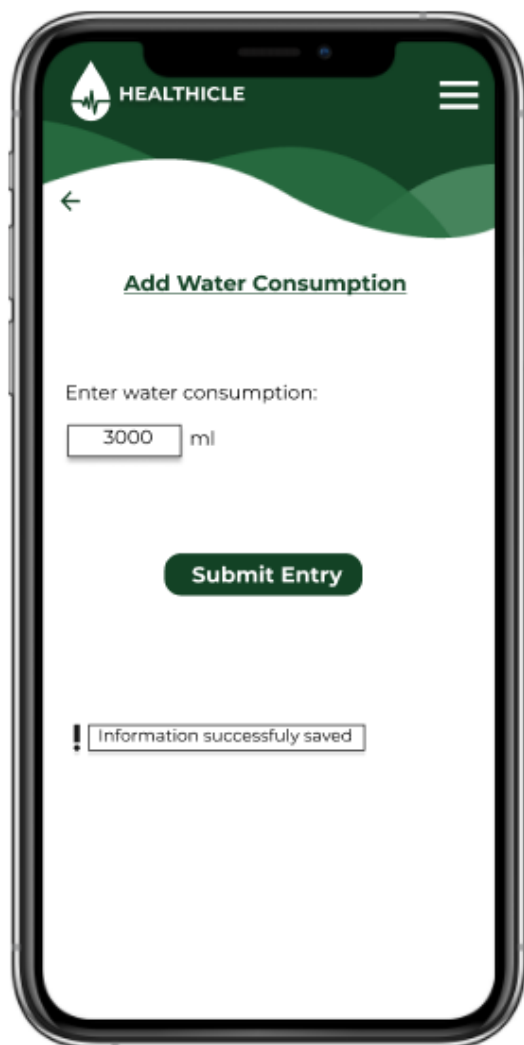 HEALTHICLE
Add Water Consumption
Enter water consumption:
3000 ml
Submit Entry
! Information successfuly saved